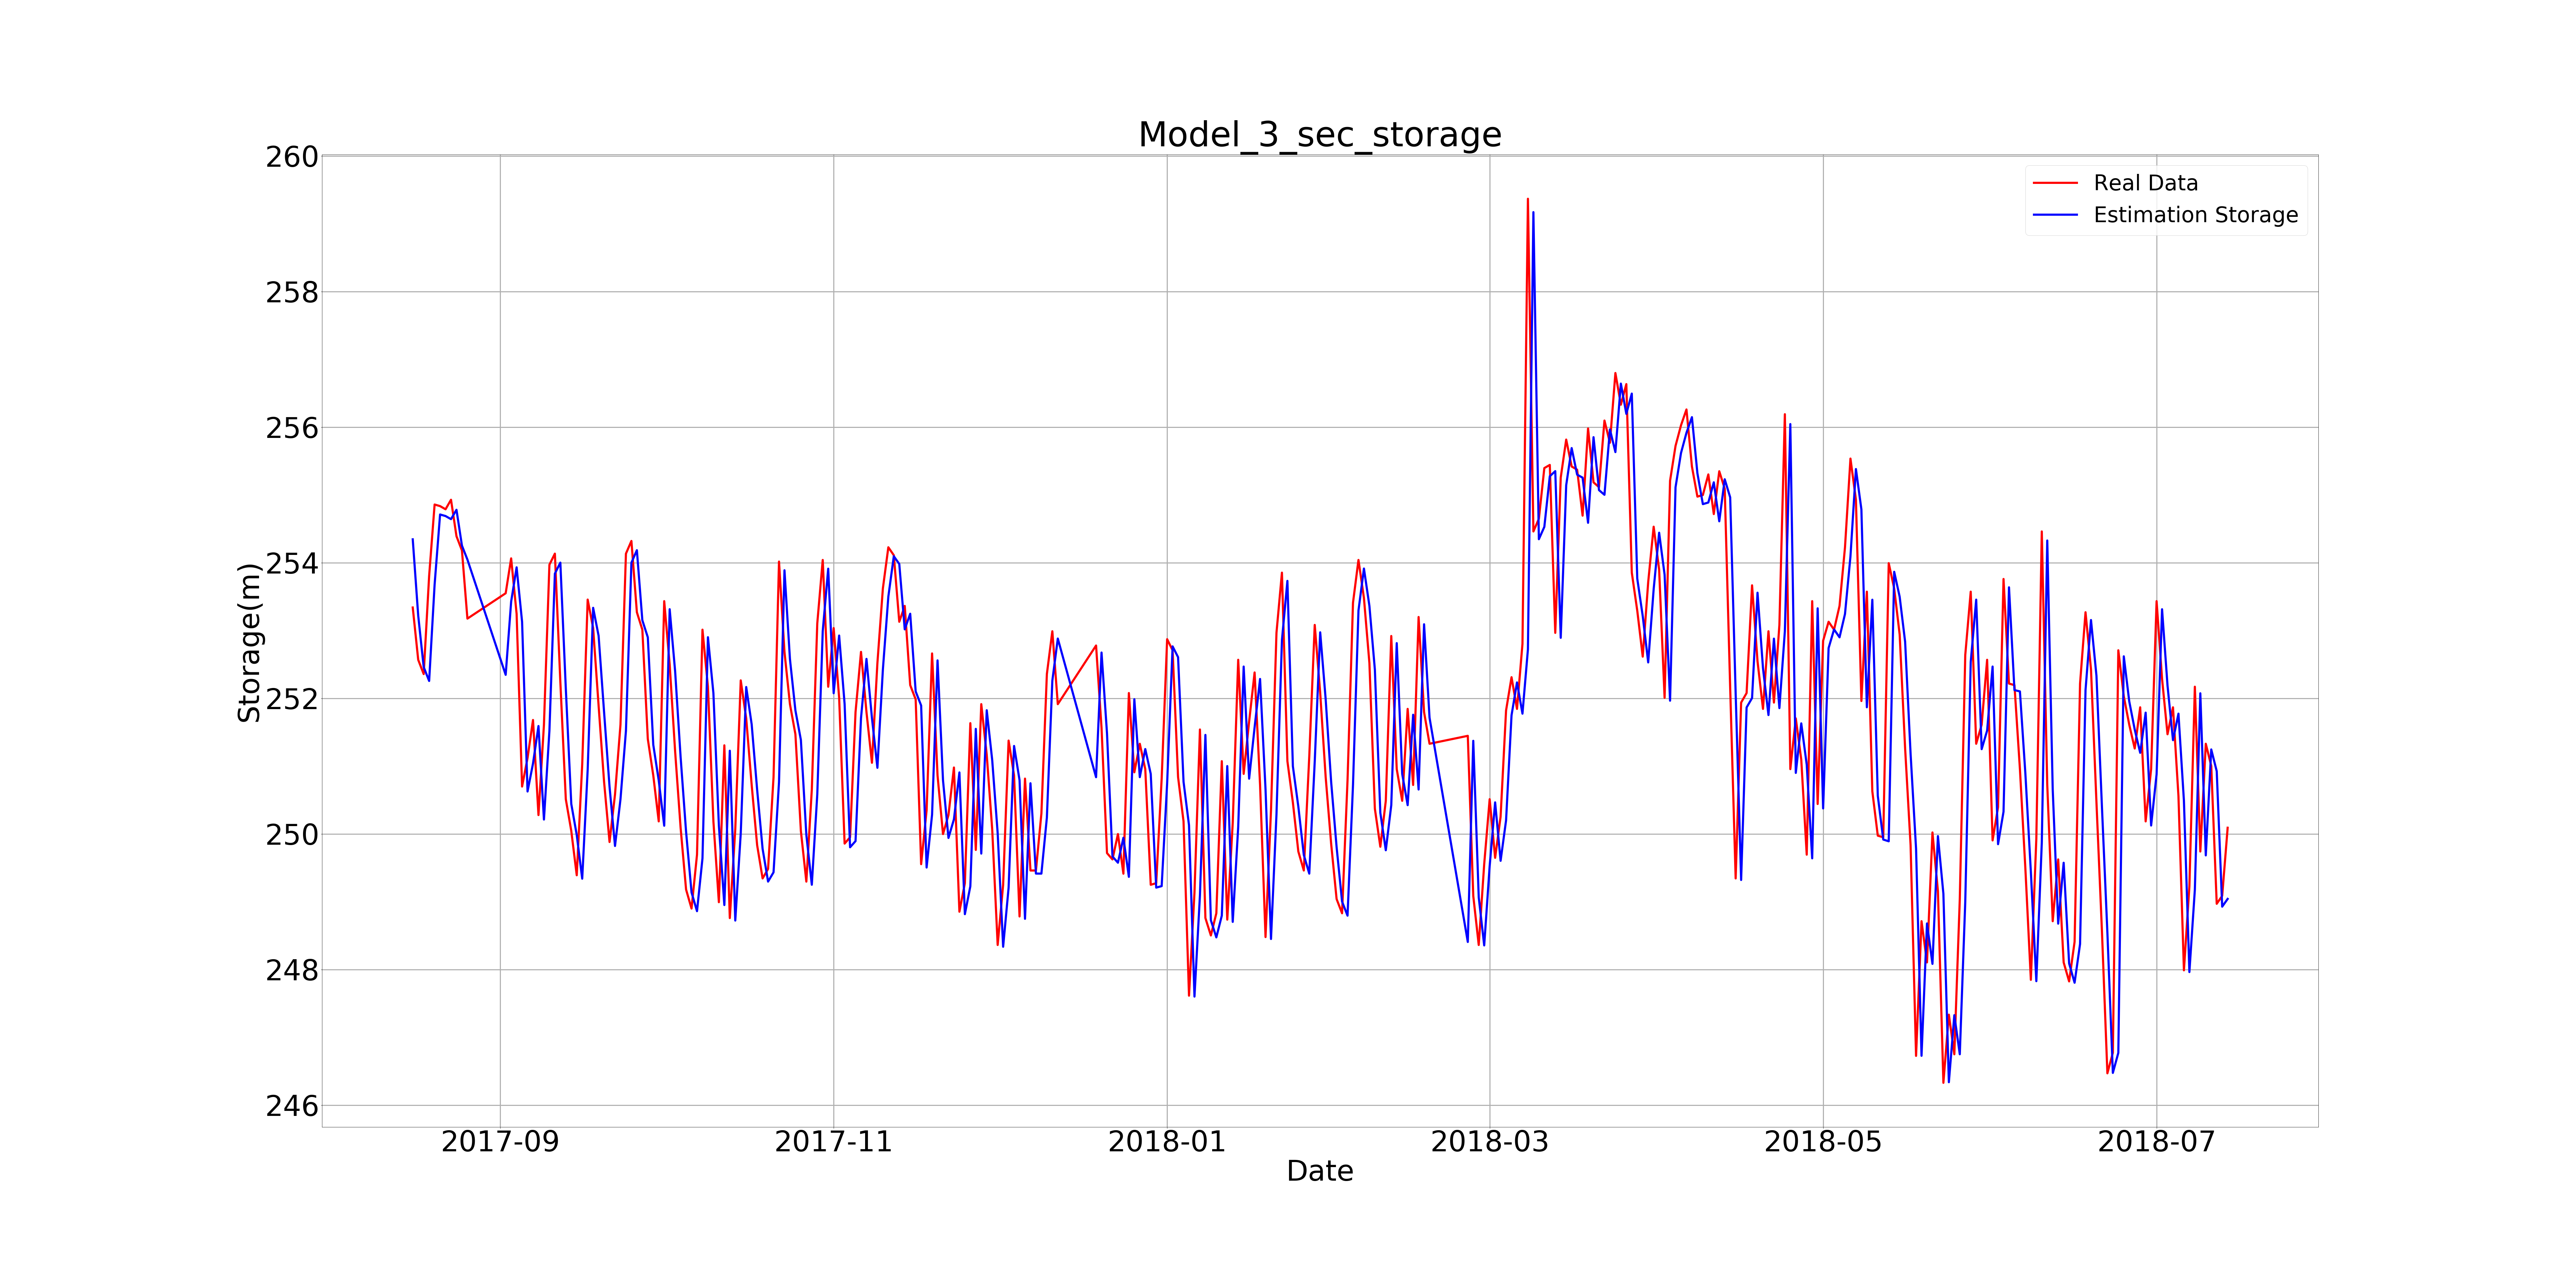 Model_3_sec_storage
260
258
256
254
252
250
248
246
Storage(m)
Real Data
Estimation Storage
2017-09
2017-11
2018-01
2018-03
2018-05
2018-07
Date